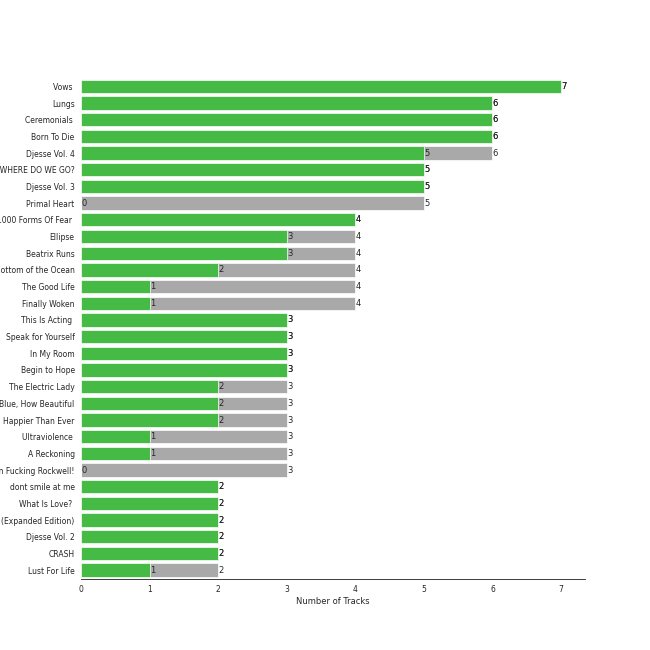 Vows 7
Lungs 6
Ceremonials 6
Born To Die 6
Djesse Vol. 4 5 6
WHERE DO WE GO? 5
Djesse Vol. 3 5
Primal Heart 0 5
000 Forms Of Fear 4
Ellipse 3 4
Beatrix Runs 3 4
ottom of the Ocean 2 4
The Good Life 1 4
Finally Woken 1 4
This Is Acting 3
Speak for Yourself 3
In My Room 3
Begin to Hope 3
The Electric Lady 2 3
Blue, How Beautiful 2 3
Happier Than Ever 2 3
Ultraviolence 1 3
A Reckoning 1 3
n Fucking Rockwell! 0 3
dont smile at me 2
What Is Love? 2
(Expanded Edition) 2
Djesse Vol. 2 2
CRASH 2
Lust For Life 1 2
0 1 2 3 4 5 6 7
Number of Tracks